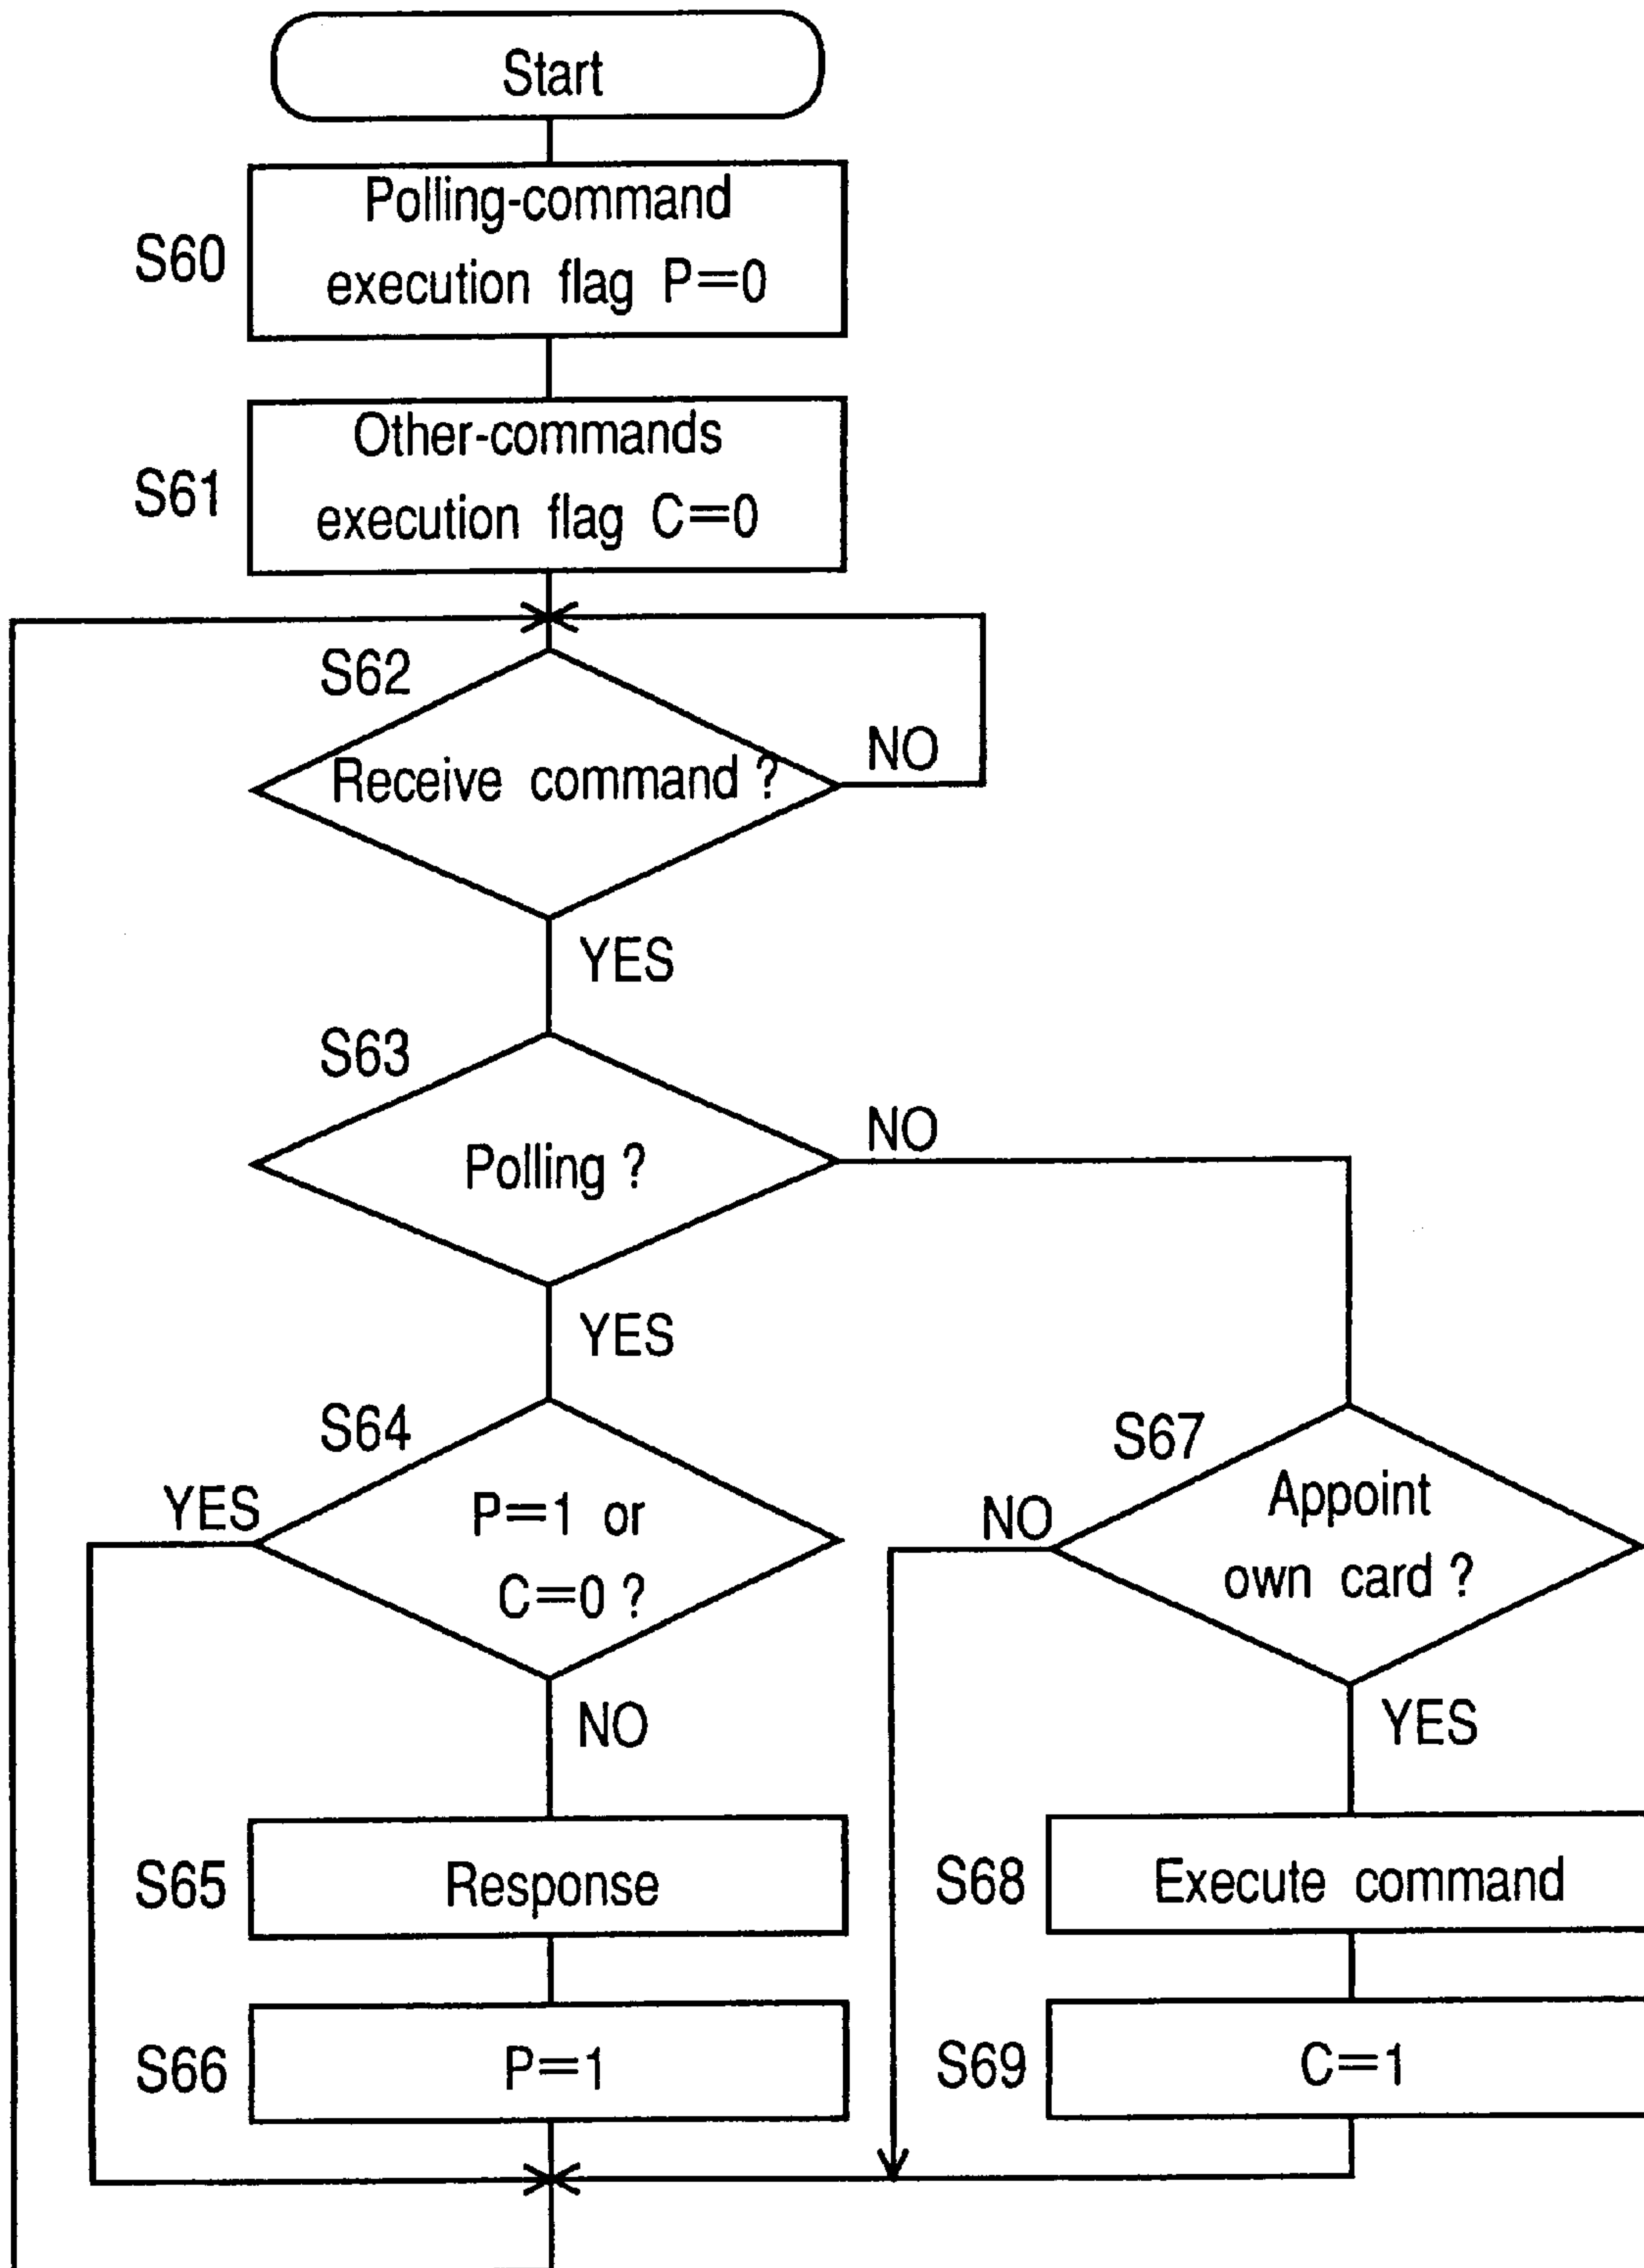 Start
S60
Polling-command
execution flag P=0
S61
Other-commands
execution flag C=0
S62
Receive command ?
NO
YES
S63
Polling ?
NO
YES
S64
YES
P=1 or
C=0 ?
NO
S67
NO
Appoint
own card ?
YES
S65
Response
S68
Execute command
S66
P=1
S69
C=1